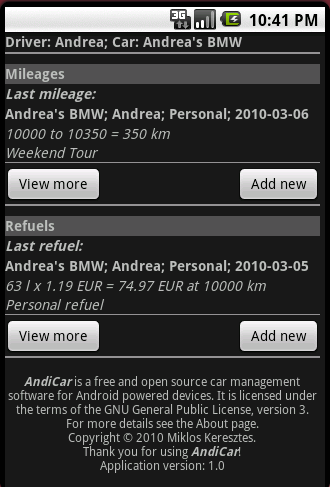 3G 10:41 PM
Driver: Andrea; Car: Andrea's BMW
Mileages
Last mileage:
Andrea's BMW; Andrea; Personal; 2010-03-06
10000 to 10350 = 350 km
Weekend Tour
View more Add new
Refuels
Last refuel:
Andrea's BMW; Andrea; Personal; 2010-03-05
63 l x 1.19 EUR = 74.97 EUR at 10000 km
Personal refuel
View more Add new
AndiCar is a free and open source car management
software for Android powered devices. It is licensed under
the terms of the GNU General Public License, version 3.
For more details see the About page.
Copyright © 2010 Miklos Keresztes.
Thank you for using AndiCar!
Application version: 1.0